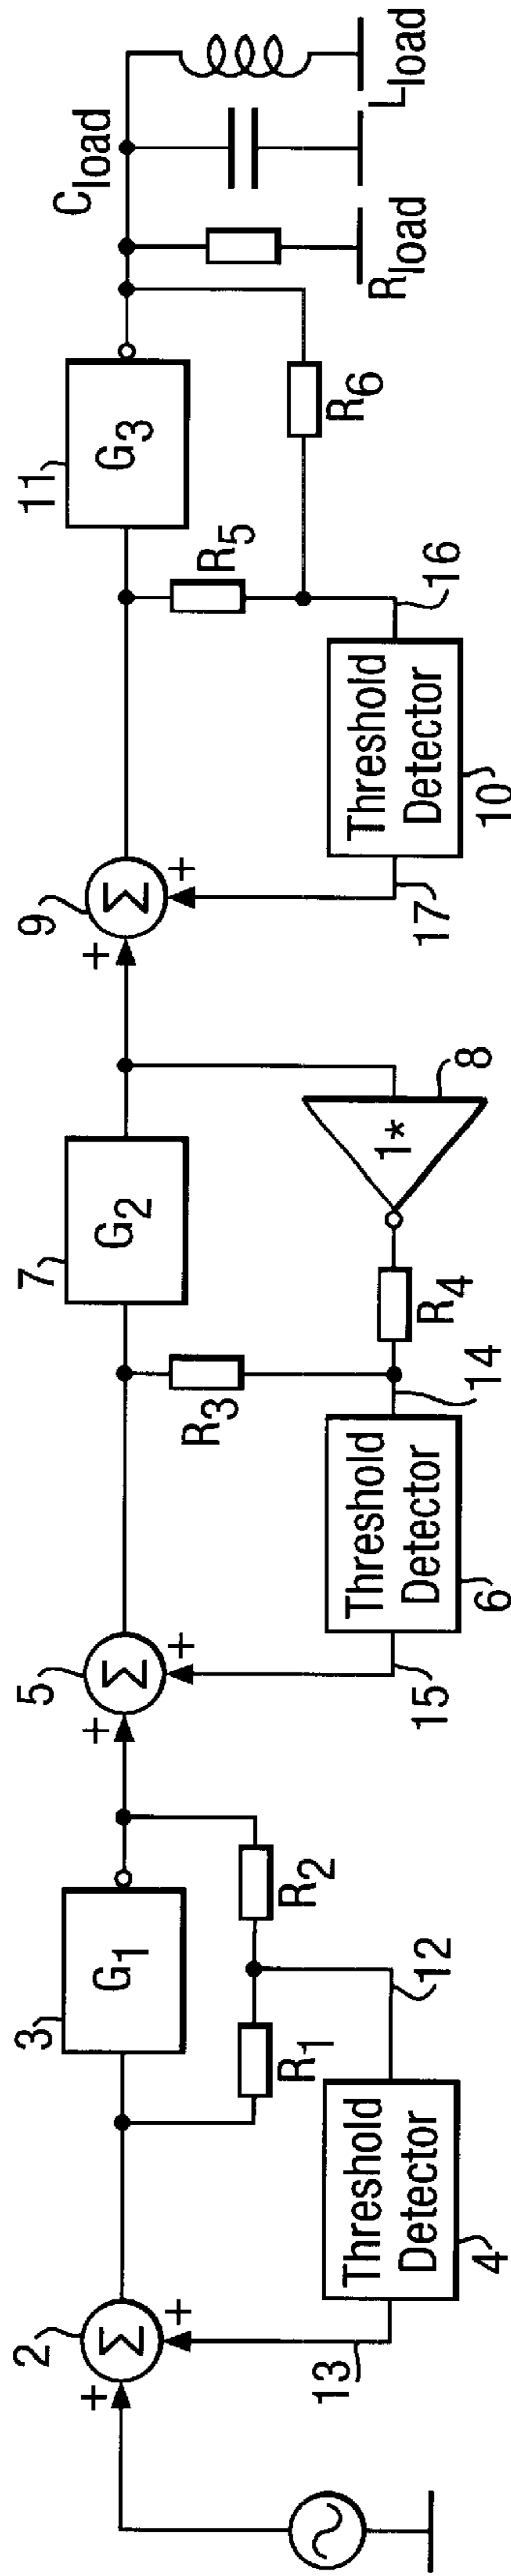 2
+
Σ
+
13
3
G1
R1
R2
12
Threshold
Detector
4
5
+
Σ
+
15
7
G2
R3
R4
14
Threshold
Detector
6
1*
8
9
+
Σ
+
17
11
G3
R5
R6
16
Threshold
Detector
10
Cload
Rload
Lload